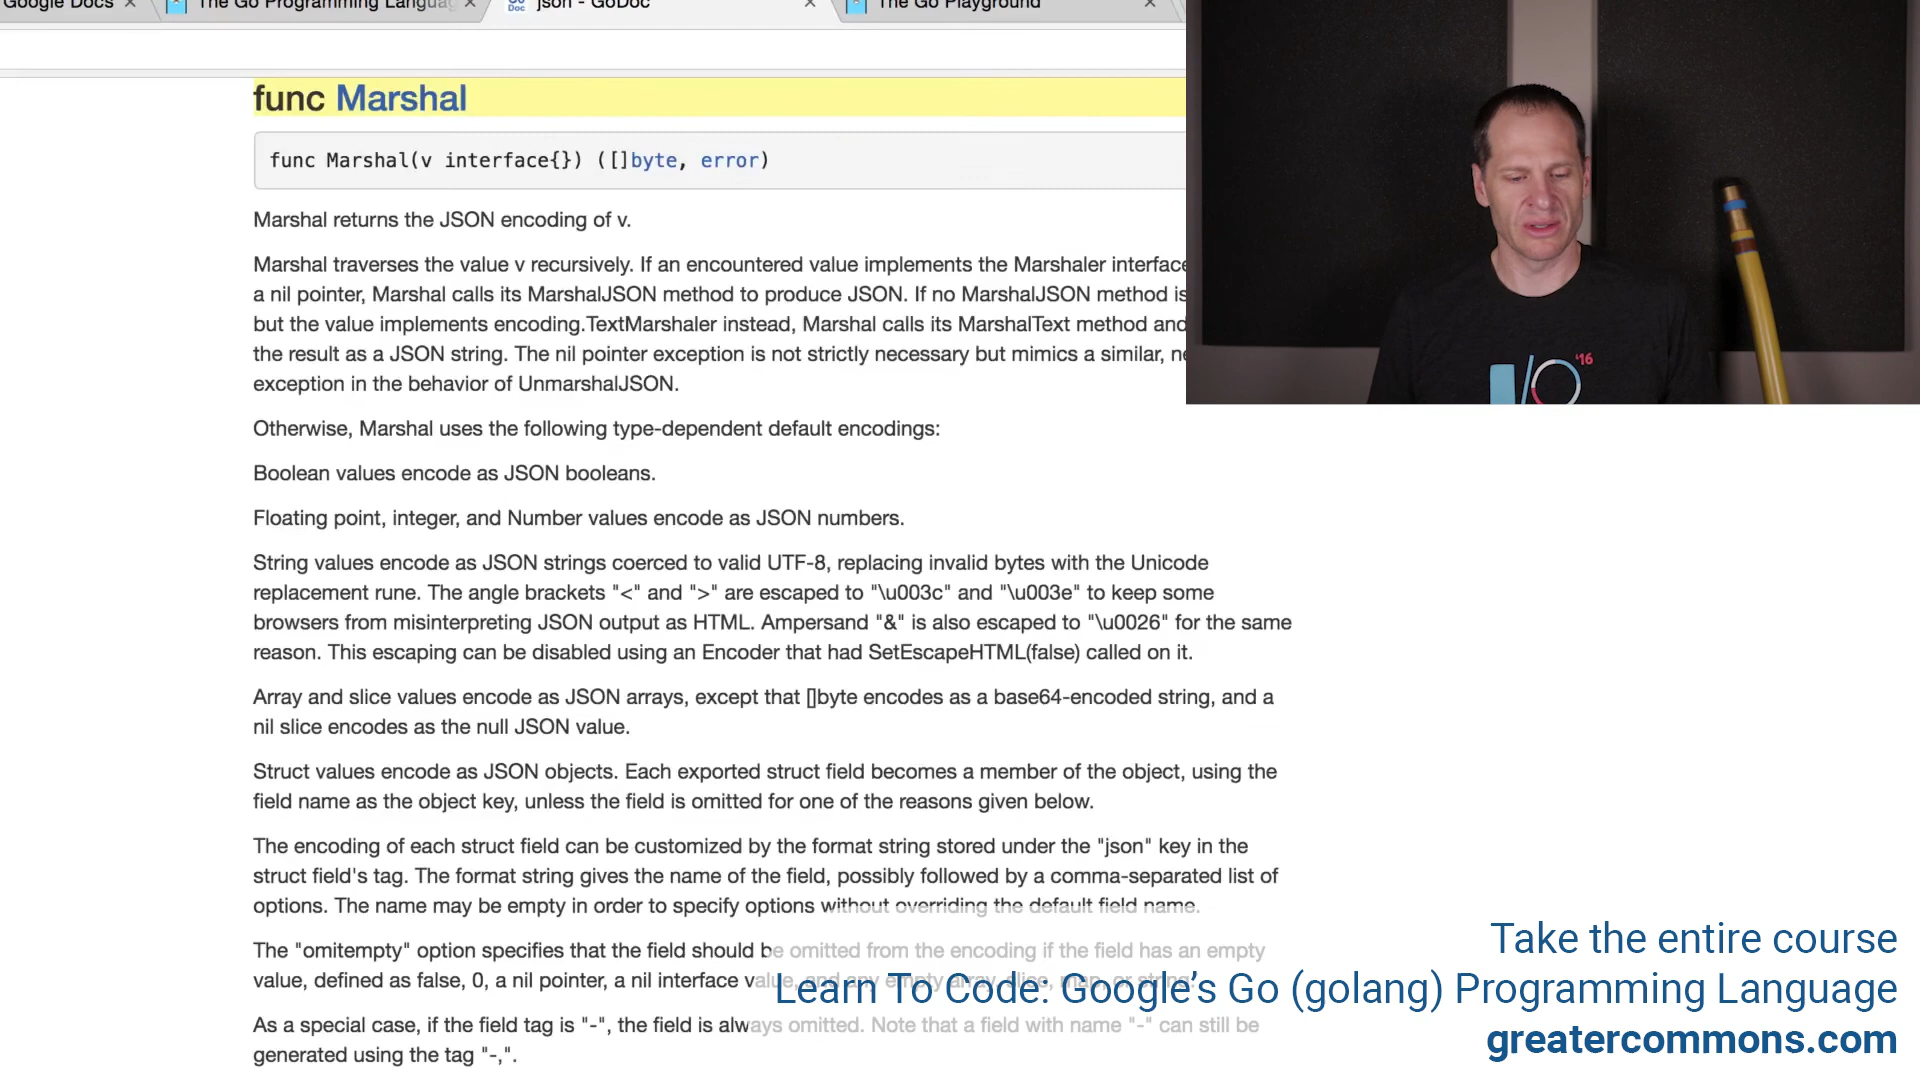 Google Docs ×
The Go Programming Langua ×
Go Doc json - GoDoc ×
The Go Playground ×
func Marshal
func Marshal(v interface{}) ([]byte, error)
Marshal returns the JSON encoding of v.
Marshal traverses the value v recursively. If an encountered value implements the Marshaler interface
a nil pointer, Marshal calls its MarshalJSON method to produce JSON. If no MarshalJSON method is
but the value implements encoding.TextMarshaler instead, Marshal calls its MarshalText method and
the result as a JSON string. The nil pointer exception is not strictly necessary but mimics a similar, ne
exception in the behavior of UnmarshalJSON.
Otherwise, Marshal uses the following type-dependent default encodings:
Boolean values encode as JSON booleans.
Floating point, integer, and Number values encode as JSON numbers.
String values encode as JSON strings coerced to valid UTF-8, replacing invalid bytes with the Unicode
replacement rune. The angle brackets "<" and ">" are escaped to "\u003c" and "\u003e" to keep some
browsers from misinterpreting JSON output as HTML. Ampersand "&" is also escaped to "\u0026" for the same
reason. This escaping can be disabled using an Encoder that had SetEscapeHTML(false) called on it.
Array and slice values encode as JSON arrays, except that []byte encodes as a base64-encoded string, and a
nil slice encodes as the null JSON value.
Struct values encode as JSON objects. Each exported struct field becomes a member of the object, using the
field name as the object key, unless the field is omitted for one of the reasons given below.
The encoding of each struct field can be customized by the format string stored under the "json" key in the
struct field's tag. The format string gives the name of the field, possibly followed by a comma-separated list of
options. The name may be empty in order to specify options without overriding the default field name.
The "omitempty" option specifies that the field should be omitted from the encoding if the field has an empty
value, defined as false, 0, a nil pointer, a nil interface value, and any empty array, slice, map, or string.
As a special case, if the field tag is "-", the field is always omitted. Note that a field with name "-" can still be
generated using the tag "-,".
I/O '16
Take the entire course
Learn To Code: Google's Go (golang) Programming Language
greatercommons.com